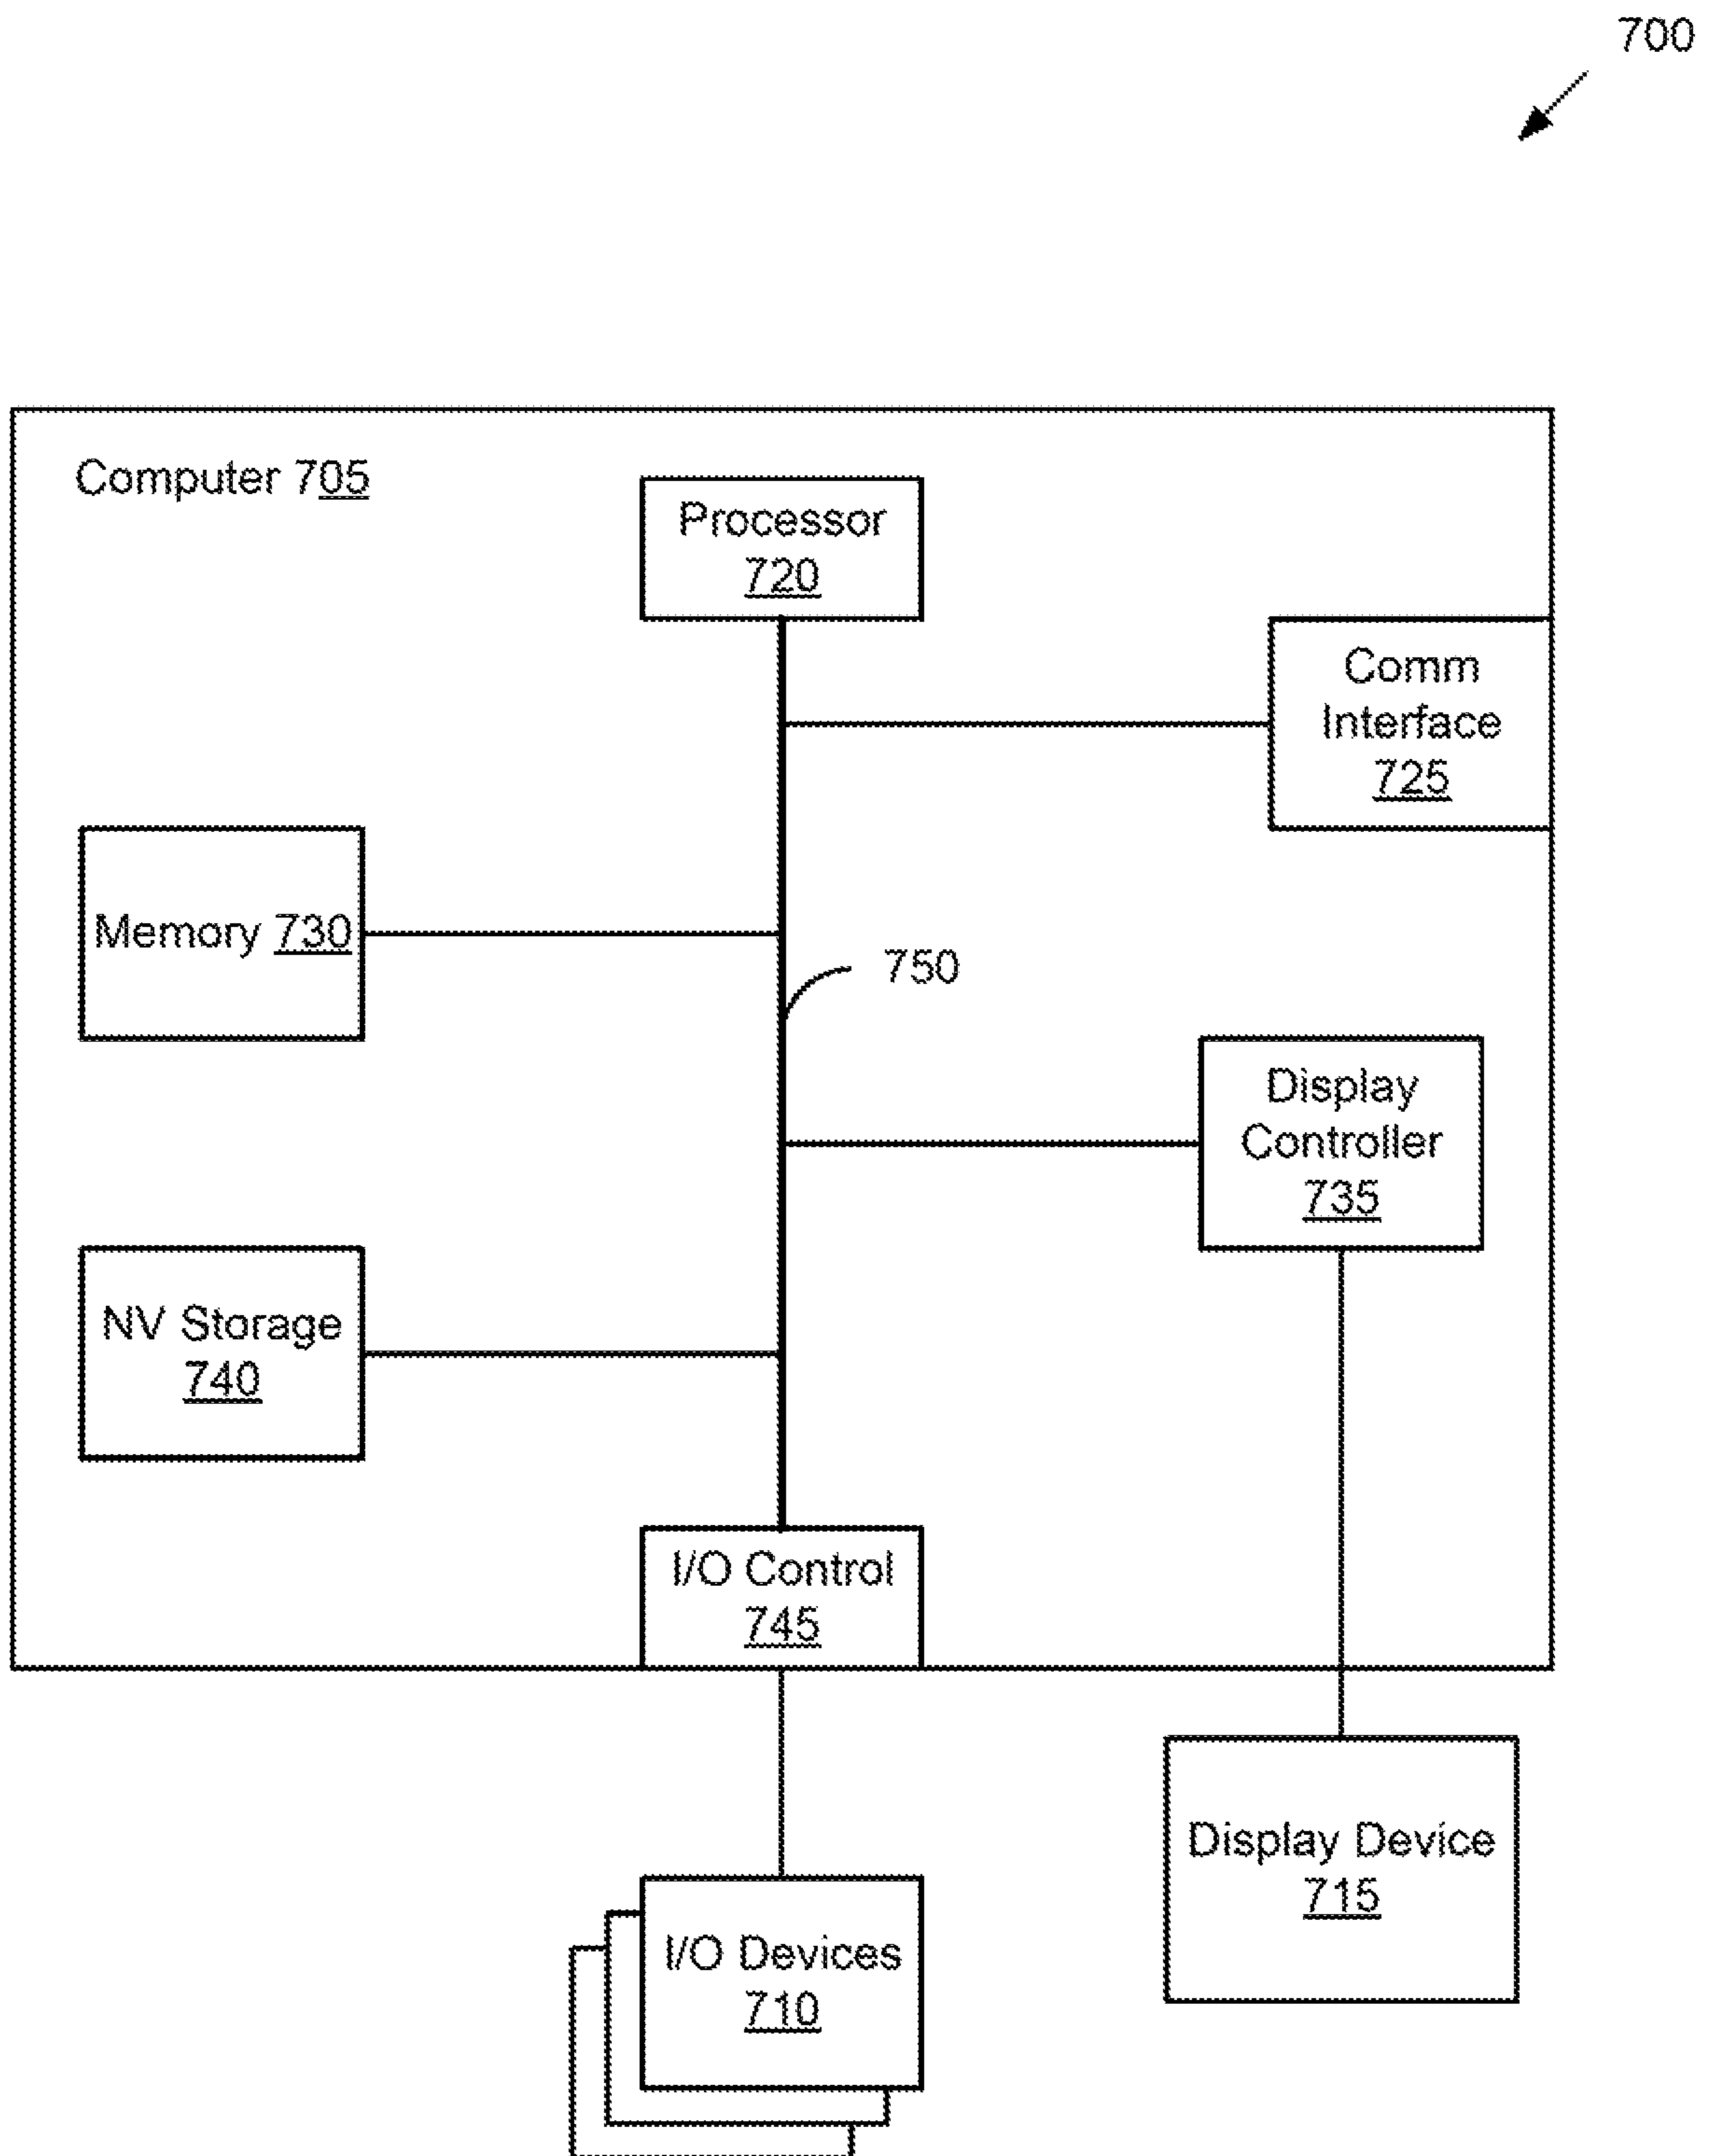 700
Computer 705
Processor
720
Comm
Interface
725
Memory 730
750
Display
Controller
735
NV Storage
740
I/O Control
745
Display Device
715
I/O Devices
710